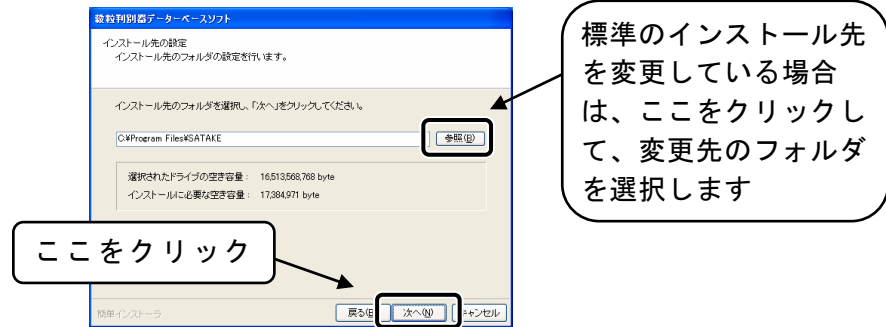 穀粒判別器データーベースソフト
インストール先の設定
インストール先のフォルダの設定を行います。
インストール先のフォルダを選択し、「次へ」をクリックしてください。
C:¥Program Files¥SATAKE
参照(B)
選択されたドライブの空き容量: 16,513,568,768 byte
インストールに必要な空き容量: 17,384,971 byte
簡単インストーラ
戻る(B
次へ(N)
キャンセル
標準のインストール先
を変更している場合
は、ここをクリックし
て、変更先のフォルダ
を選択します
ここをクリック